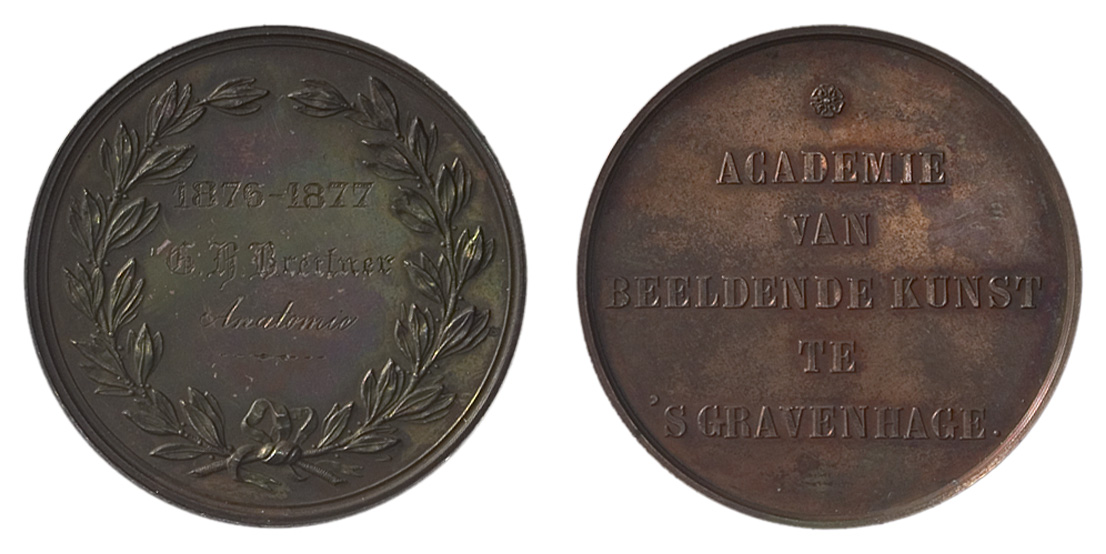 1876-1877
G H Breitner
Anatomie
ACADEMIE
VAN
BEELDENDE KUNST
TE
'S GRAVENHAGE.